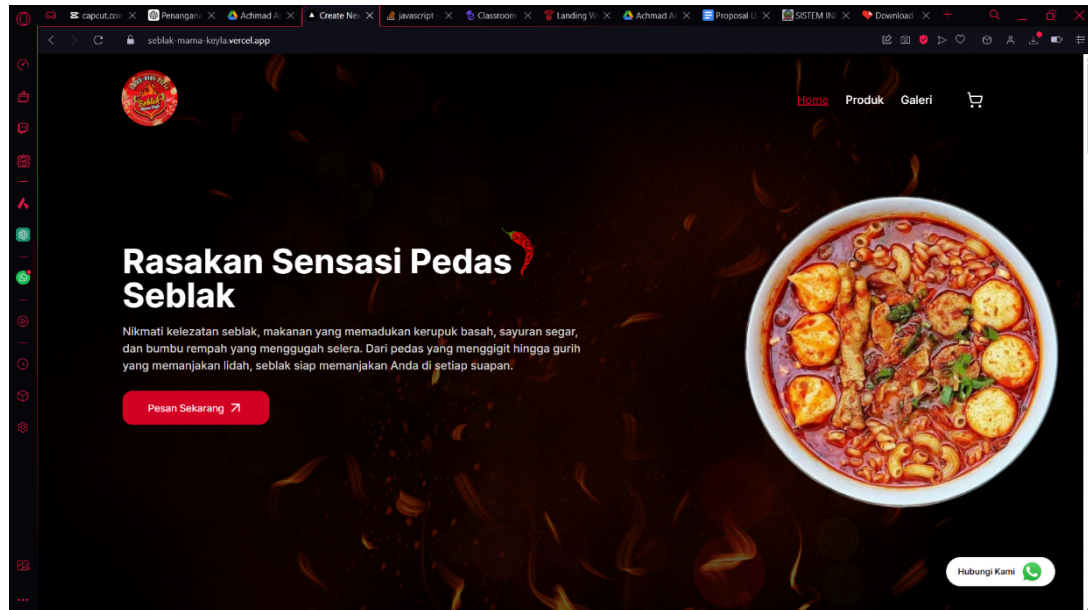 capcut.con
Penangana
Achmad A
Create Nex
javascript
Classroom
Landing W
Achmad A
Proposal U
SISTEM IN
Download
seblak-mama-keyla.vercel.app
Seblak
Home
Produk
Galeri
Rasakan Sensasi Pedas
Seblak
Nikmati kelezatan seblak, makanan yang memadukan kerupuk basah, sayuran segar,
dan bumbu rempah yang menggugah selera. Dari pedas yang menggigit hingga gurih
yang memanjakan lidah, seblak siap memanjakan Anda di setiap suapan.
Pesan Sekarang
Hubungi Kami